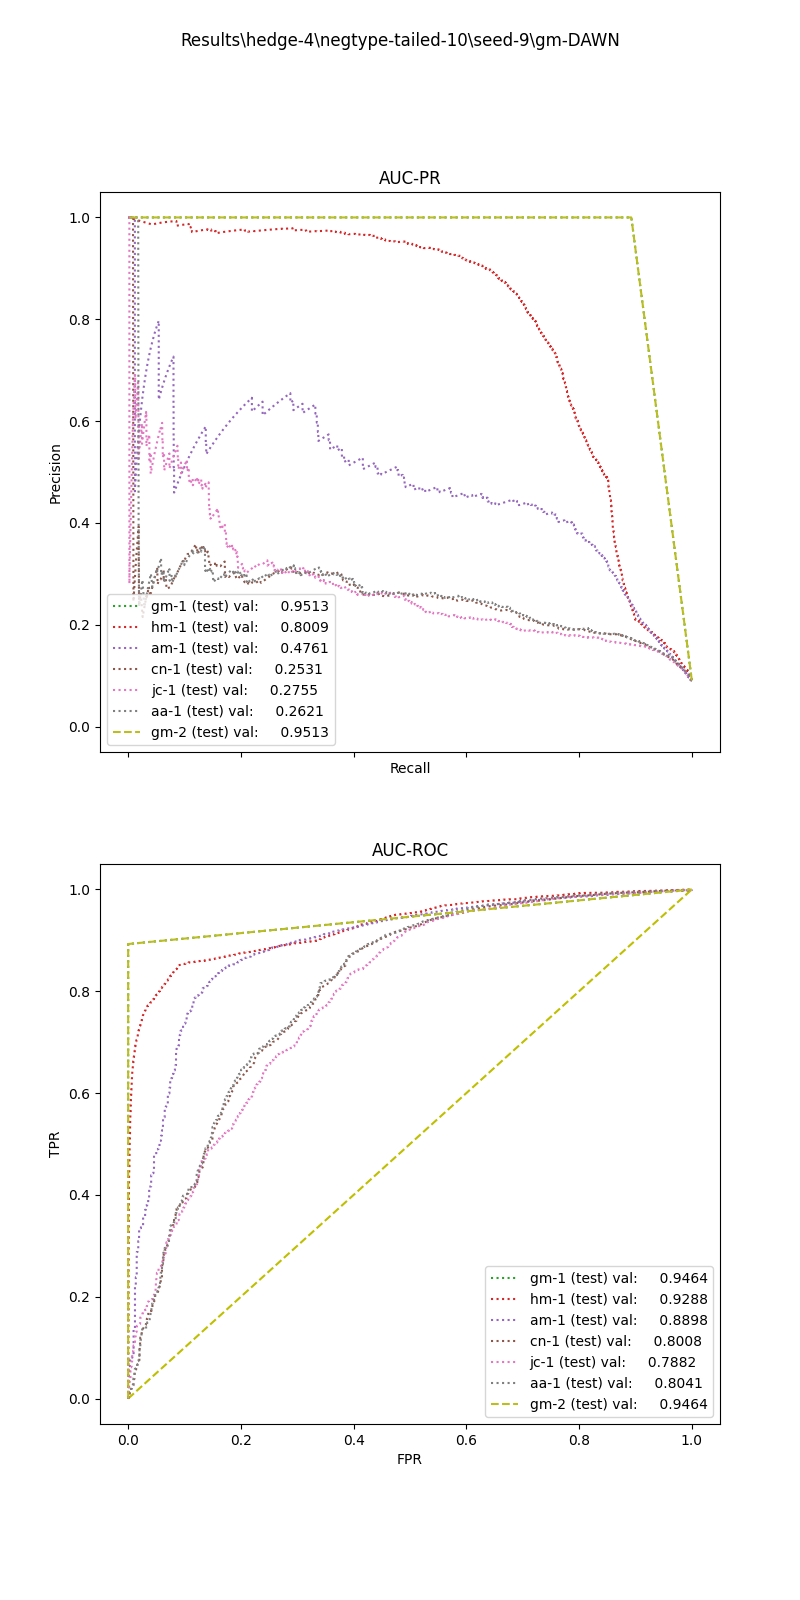 Results\hedge-4\negtype-tailed-10\seed-9\gm-DAWN
AUC-PR
1.0
0.8
0.6
0.4
0.2
0.0
Precision
gm-1 (test) val: 0.9513
hm-1 (test) val: 0.8009
am-1 (test) val: 0.4761
cn-1 (test) val: 0.2531
jc-1 (test) val: 0.2755
aa-1 (test) val: 0.2621
gm-2 (test) val: 0.9513
Recall
AUC-ROC
1.0
0.8
0.6
0.4
0.2
0.0
TPR
gm-1 (test) val: 0.9464
hm-1 (test) val: 0.9288
am-1 (test) val: 0.8898
cn-1 (test) val: 0.8008
jc-1 (test) val: 0.7882
aa-1 (test) val: 0.8041
gm-2 (test) val: 0.9464
0.0 0.2 0.4 0.6 0.8 1.0
FPR